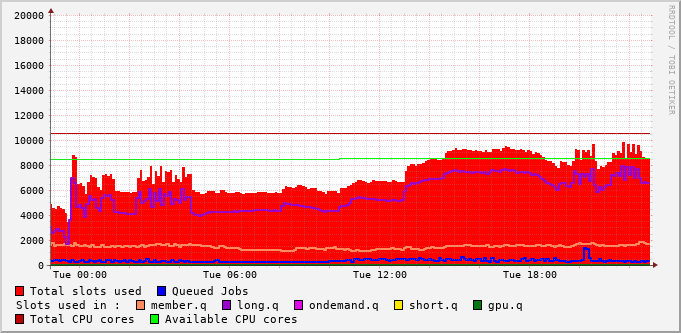 20000
18000
16000
14000
12000
10000
8000
6000
4000
2000
0
Tue 00:00 Tue 06:00 Tue 12:00 Tue 18:00
RRDTOOL / TOBI OETIKER
Total slots used Queued Jobs
Slots used in : member.q long.q ondemand.q short.q gpu.q
Total CPU cores Available CPU cores